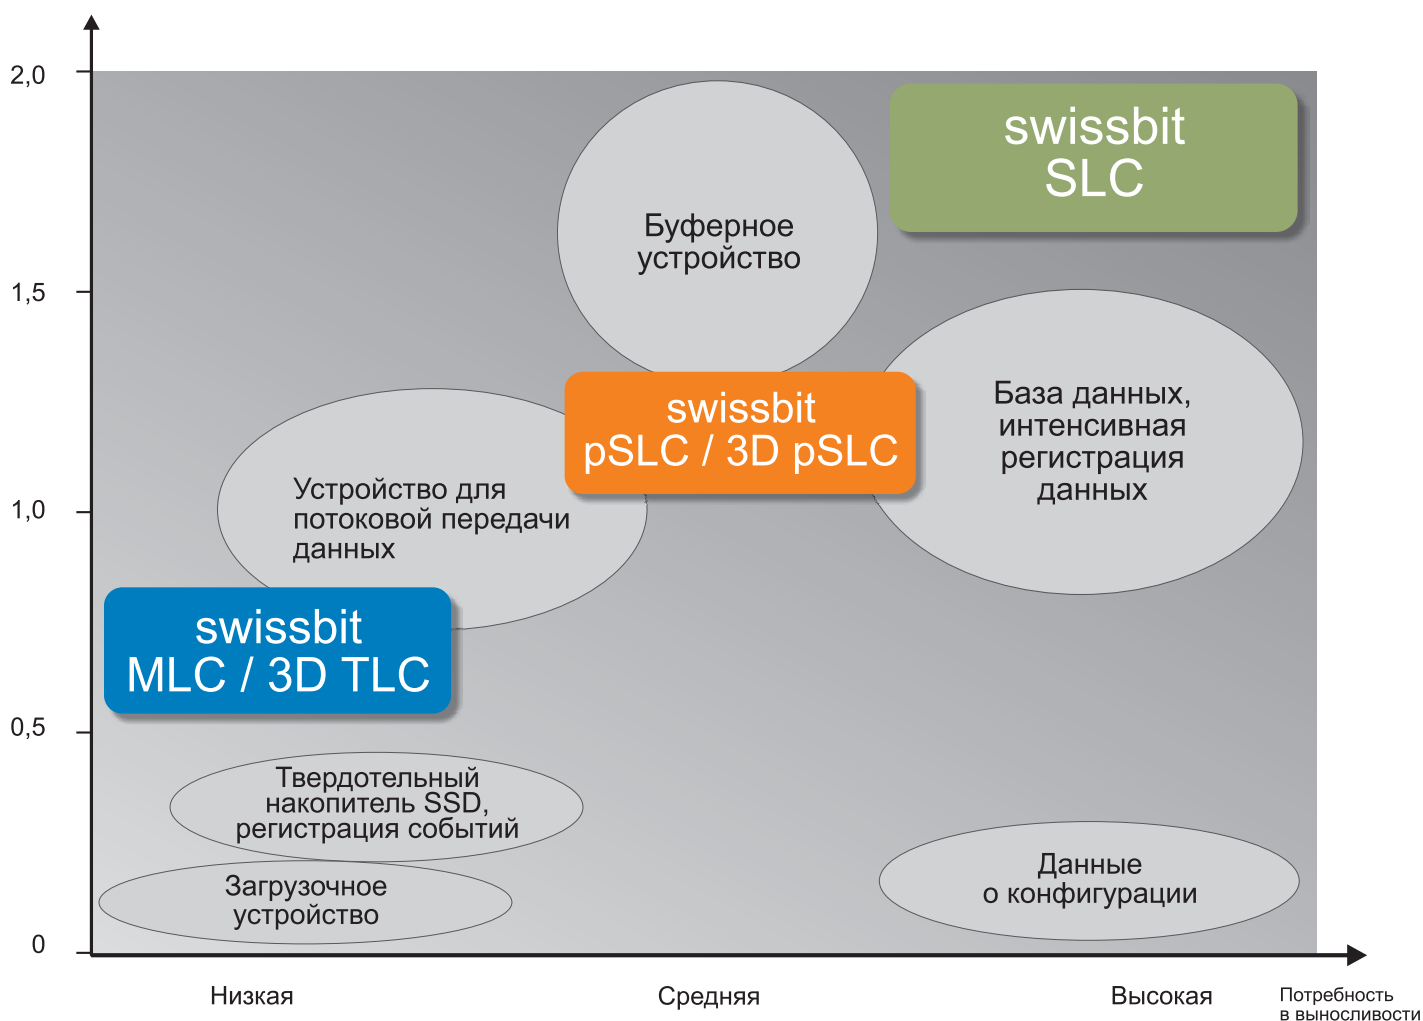 2,0
swissbit
SLC
Буферное
устройство
1,5
swissbit
pSLC / 3D pSLC
База данных,
интенсивная
регистрация
данных
1,0
Устройство для
потоковой передачи
данных
swissbit
MLC / 3D TLC
0,5
Твердотельный
накопитель SSD,
регистрация событий
Загрузочное
устройство
Данные
о конфигурации
0
Низкая
Средняя
Высокая
Потребность
в выносливости